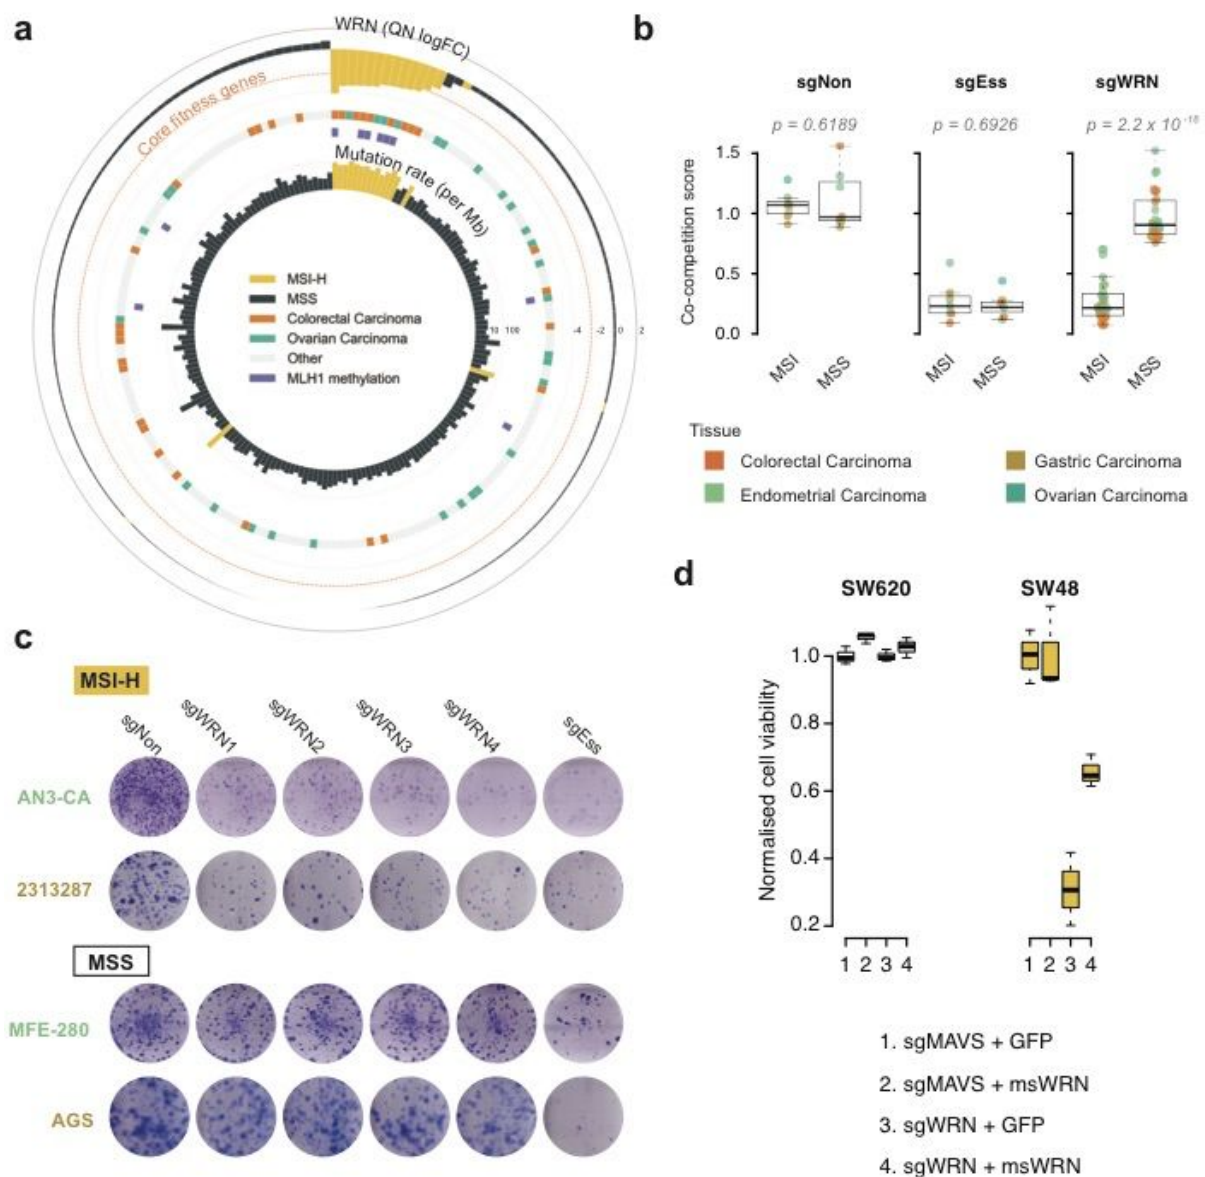 a
WRN (QN logFC)
Core fitness genes
Mutation rate (per Mb)
MSI-H
MSS
Colorectal Carcinoma
Ovarian Carcinoma
Other
MLH1 methylation
10 100
-4 -2 0 2
b
sgNon sgEss sgWRN
p = 0.6189 p = 0.6926 p = 2.2 x 10⁻¹⁶
Co-competition score
1.5
1.0
0.5
0.0
MSI MSS MSI MSS MSI MSS
Tissue
Colorectal Carcinoma Gastric Carcinoma
Endometrial Carcinoma Ovarian Carcinoma
c
MSI-H
sgNon sgWRN1 sgWRN2 sgWRN3 sgWRN4 sgEss
AN3-CA
2313287
MSS
MFE-280
AGS
d
SW620 SW48
Normalised cell viability
1.0
0.8
0.6
0.4
0.2
1 2 3 4 1 2 3 4
1. sgMAVS + GFP
2. sgMAVS + msWRN
3. sgWRN + GFP
4. sgWRN + msWRN